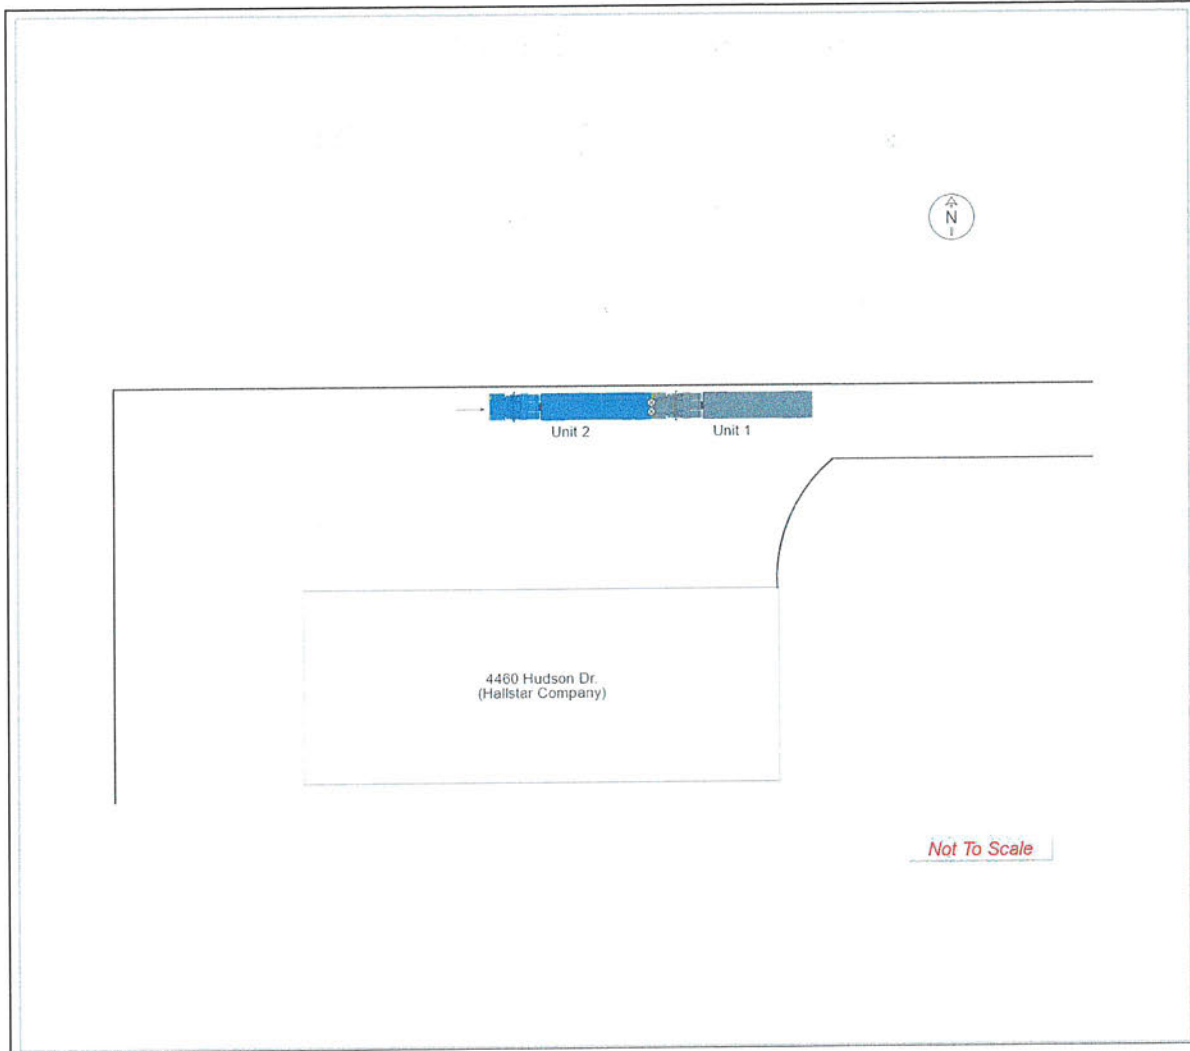 N
Unit 2
Unit 1
4460 Hudson Dr.
(Hallstar Company)
Not To Scale